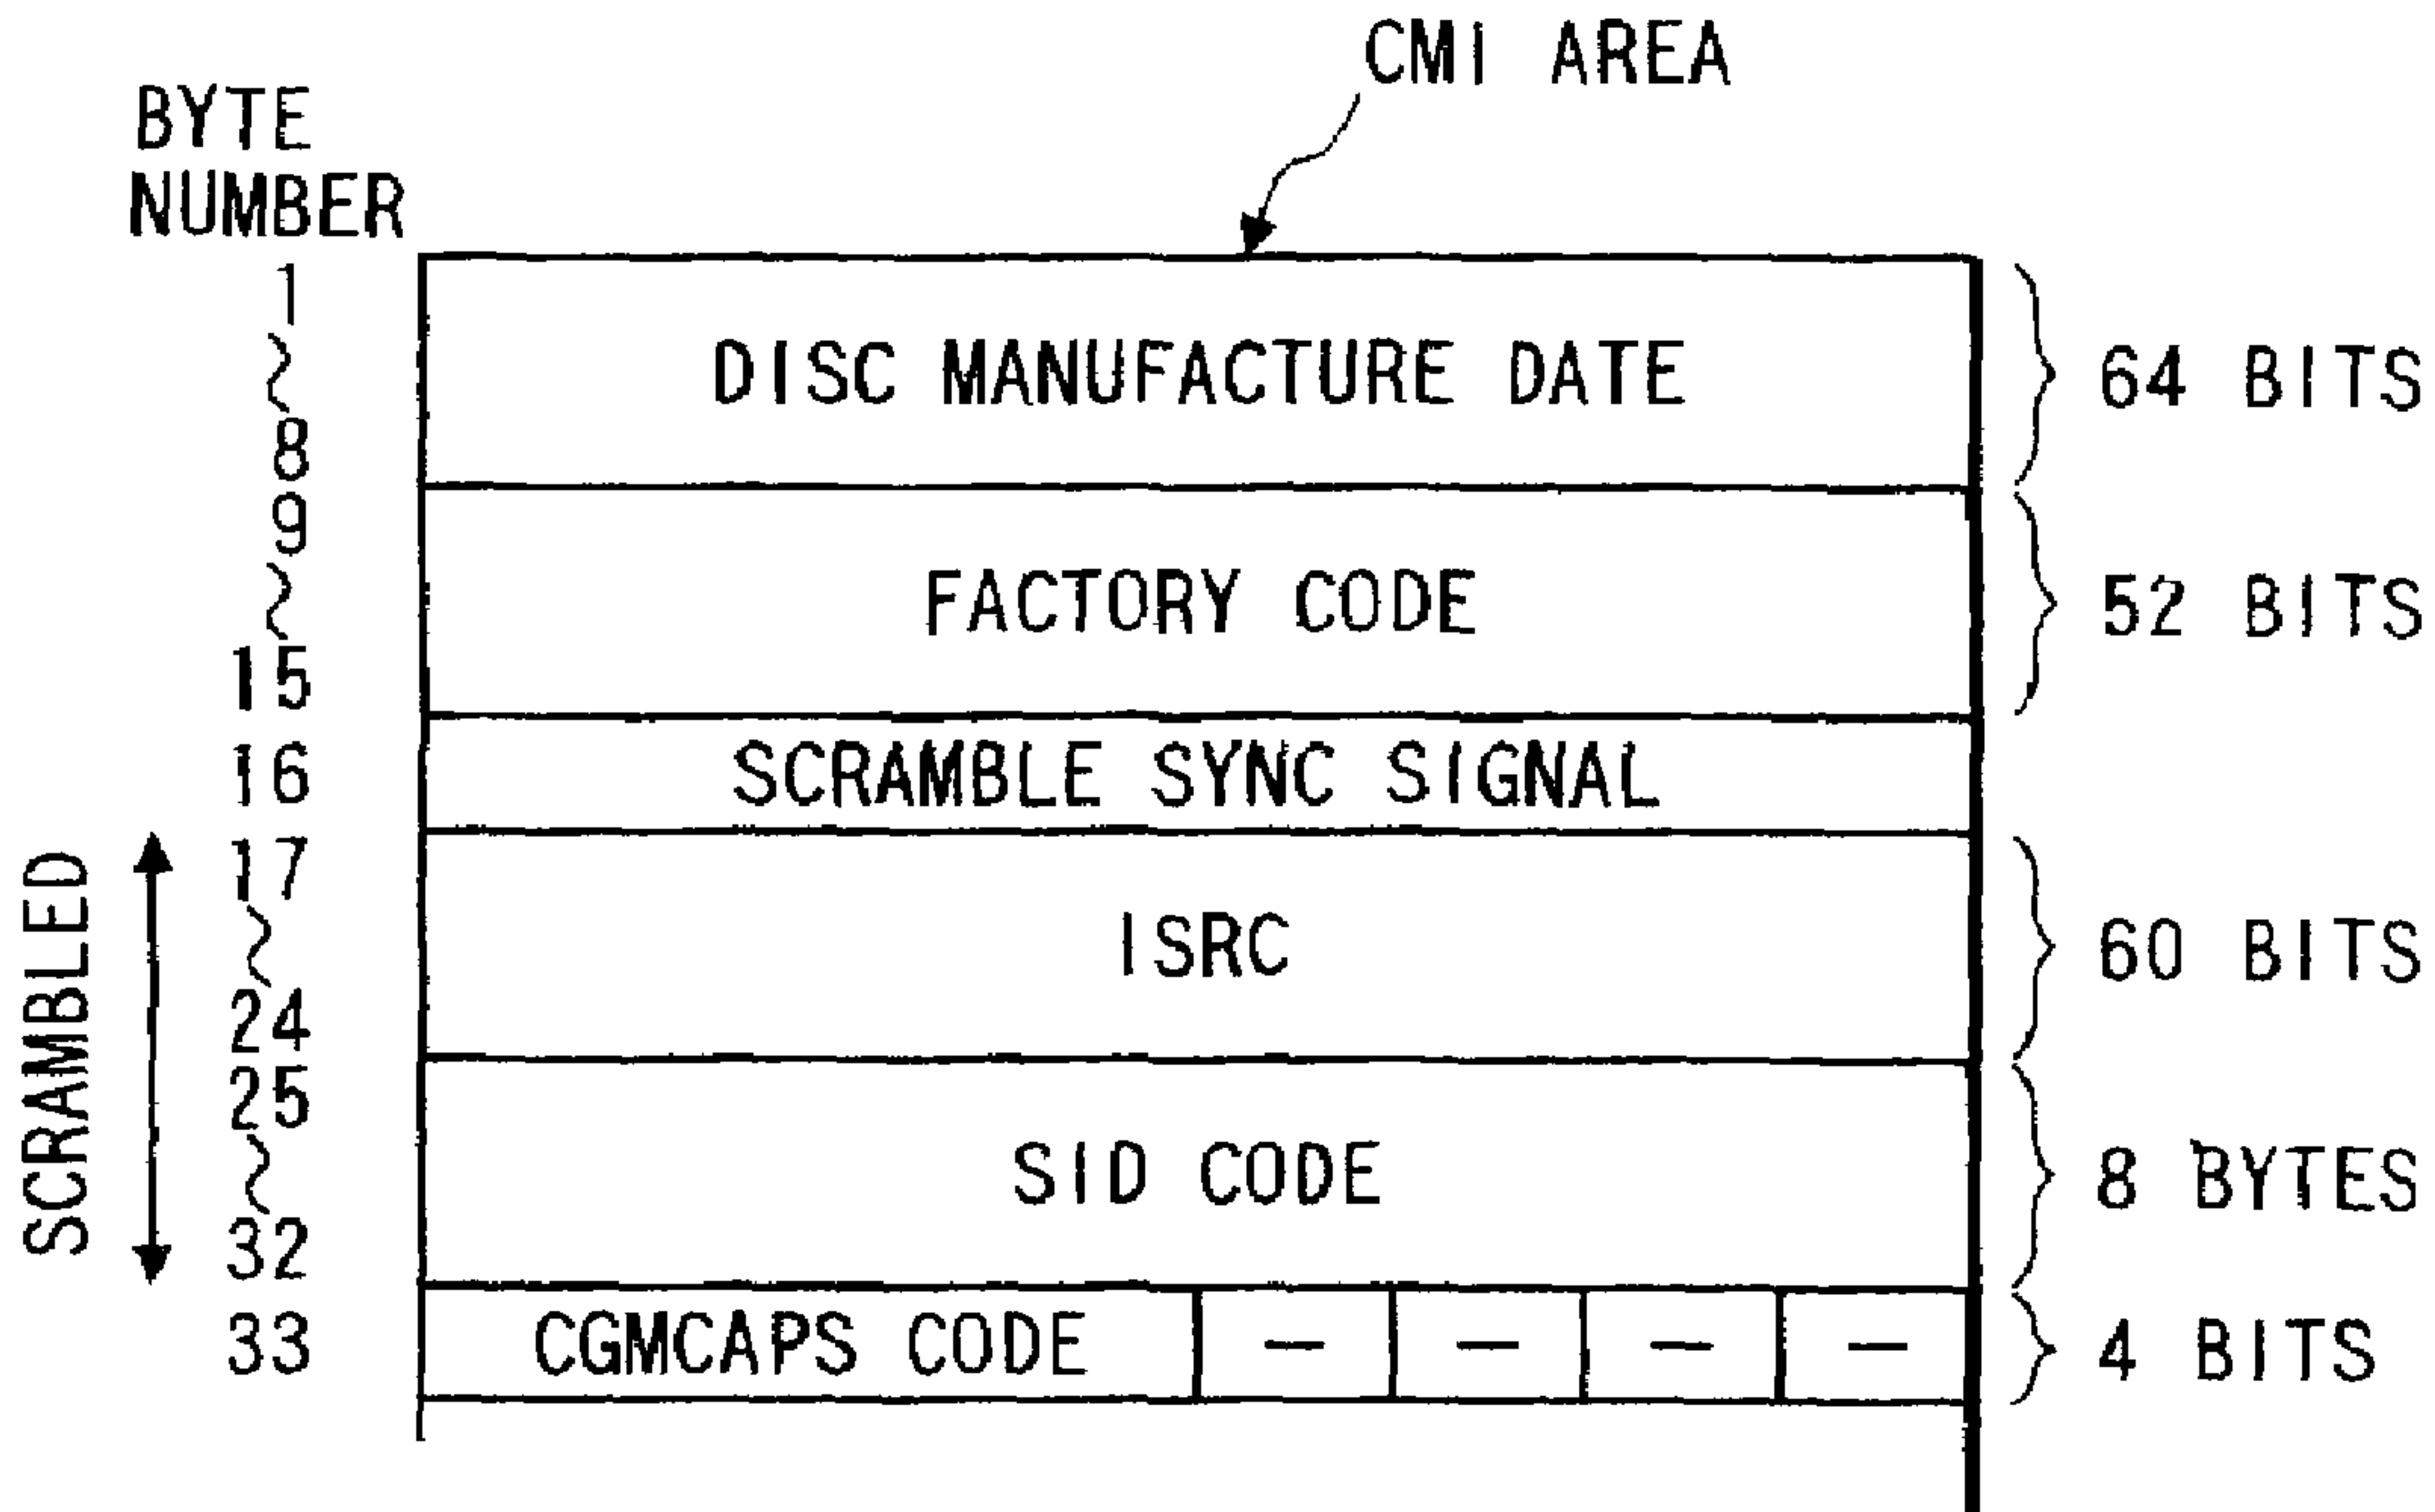 CMI AREA
BYTE
NUMBER
1
8
DISC MANUFACTURE DATE
64 BITS
9
15
FACTORY CODE
52 BITS
16
SCRAMBLE SYNC SIGNAL
SCRAMBLED
17
24
ISRC
60 BITS
25
32
SID CODE
8 BYTES
33
CGMCAPS CODE
—
—
—
—
4 BITS